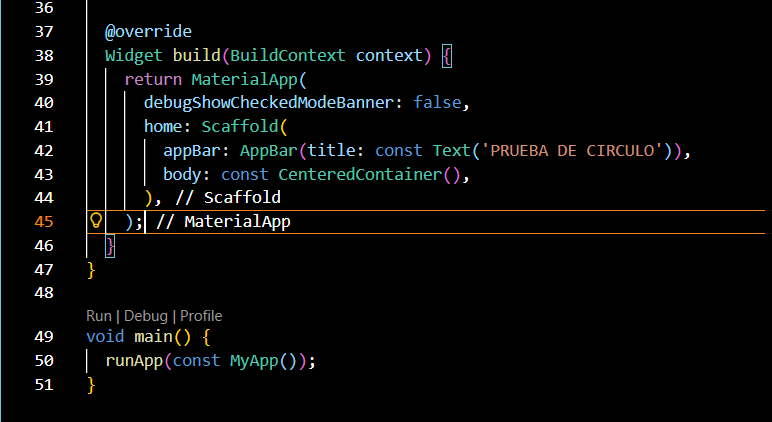 36
37 @override
38 Widget build(BuildContext context) {
39 return MaterialApp(
40 debugShowCheckedModeBanner: false,
41 home: Scaffold(
42 appBar: AppBar(title: const Text('PRUEBA DE CIRCULO')),
43 body: const CenteredContainer(),
44 ), // Scaffold
45 ); // MaterialApp
46 }
47 }
48
Run | Debug | Profile
49 void main() {
50 runApp(const MyApp());
51 }